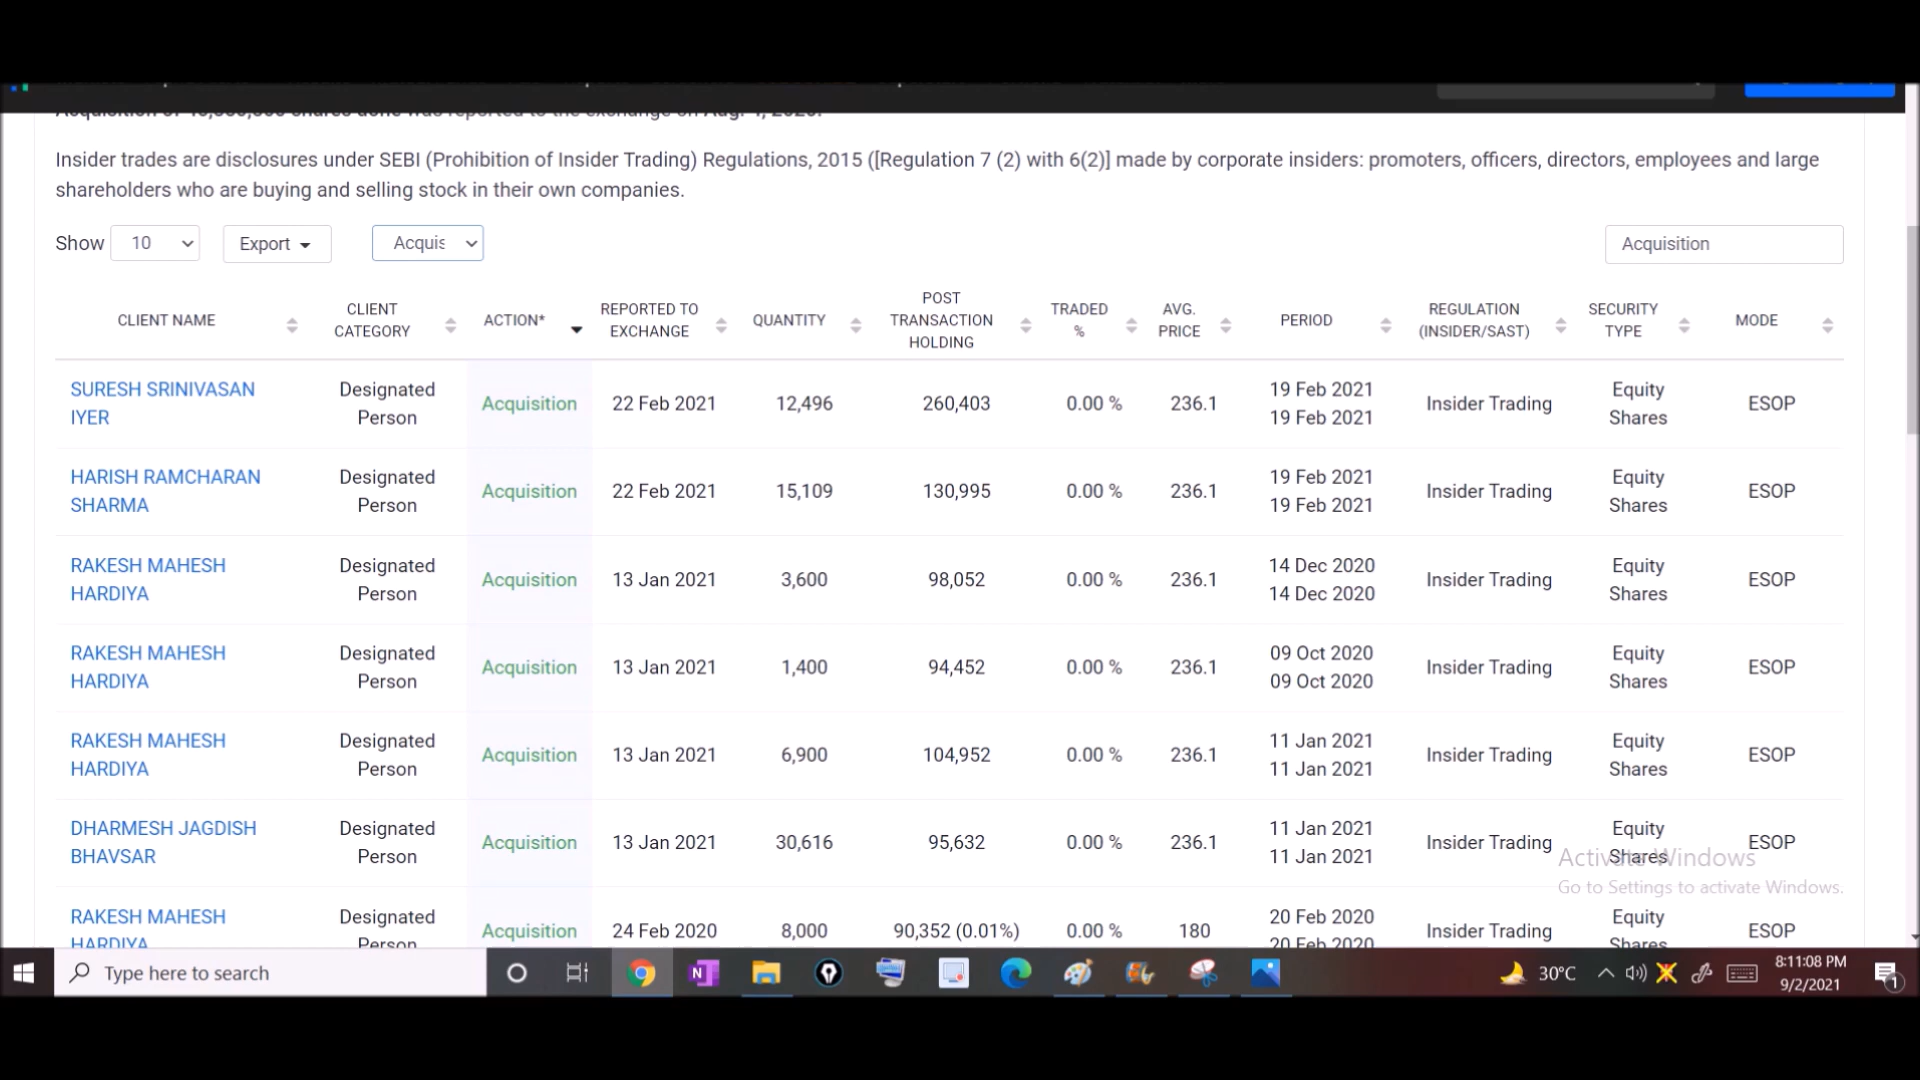 Insider trades are disclosures under SEBI (Prohibition of Insider Trading) Regulations, 2015 ([Regulation 7 (2) with 6(2)] made by corporate insiders: promoters, officers, directors, employees and large
shareholders who are buying and selling stock in their own companies.
Show 10 Export Acquis Acquisition
CLIENT NAME CLIENT CATEGORY ACTION* REPORTED TO EXCHANGE QUANTITY POST TRANSACTION HOLDING TRADED % AVG. PRICE PERIOD REGULATION (INSIDER/SAST) SECURITY TYPE MODE
SURESH SRINIVASAN IYER Designated Person Acquisition 22 Feb 2021 12,496 260,403 0.00 % 236.1 19 Feb 2021 19 Feb 2021 Insider Trading Equity Shares ESOP
HARISH RAMCHARAN SHARMA Designated Person Acquisition 22 Feb 2021 15,109 130,995 0.00 % 236.1 19 Feb 2021 19 Feb 2021 Insider Trading Equity Shares ESOP
RAKESH MAHESH HARDIYA Designated Person Acquisition 13 Jan 2021 3,600 98,052 0.00 % 236.1 14 Dec 2020 14 Dec 2020 Insider Trading Equity Shares ESOP
RAKESH MAHESH HARDIYA Designated Person Acquisition 13 Jan 2021 1,400 94,452 0.00 % 236.1 09 Oct 2020 09 Oct 2020 Insider Trading Equity Shares ESOP
RAKESH MAHESH HARDIYA Designated Person Acquisition 13 Jan 2021 6,900 104,952 0.00 % 236.1 11 Jan 2021 11 Jan 2021 Insider Trading Equity Shares ESOP
DHARMESH JAGDISH BHAVSAR Designated Person Acquisition 13 Jan 2021 30,616 95,632 0.00 % 236.1 11 Jan 2021 11 Jan 2021 Insider Trading Equity Shares ESOP
Activate Windows
Go to Settings to activate Windows.
RAKESH MAHESH HARDIYA Designated Person Acquisition 24 Feb 2020 8,000 90,352 (0.01%) 0.00 % 180 20 Feb 2020 20 Feb 2020 Insider Trading Equity Shares ESOP
Type here to search 30°C 8:11:08 PM
9/2/2021 1